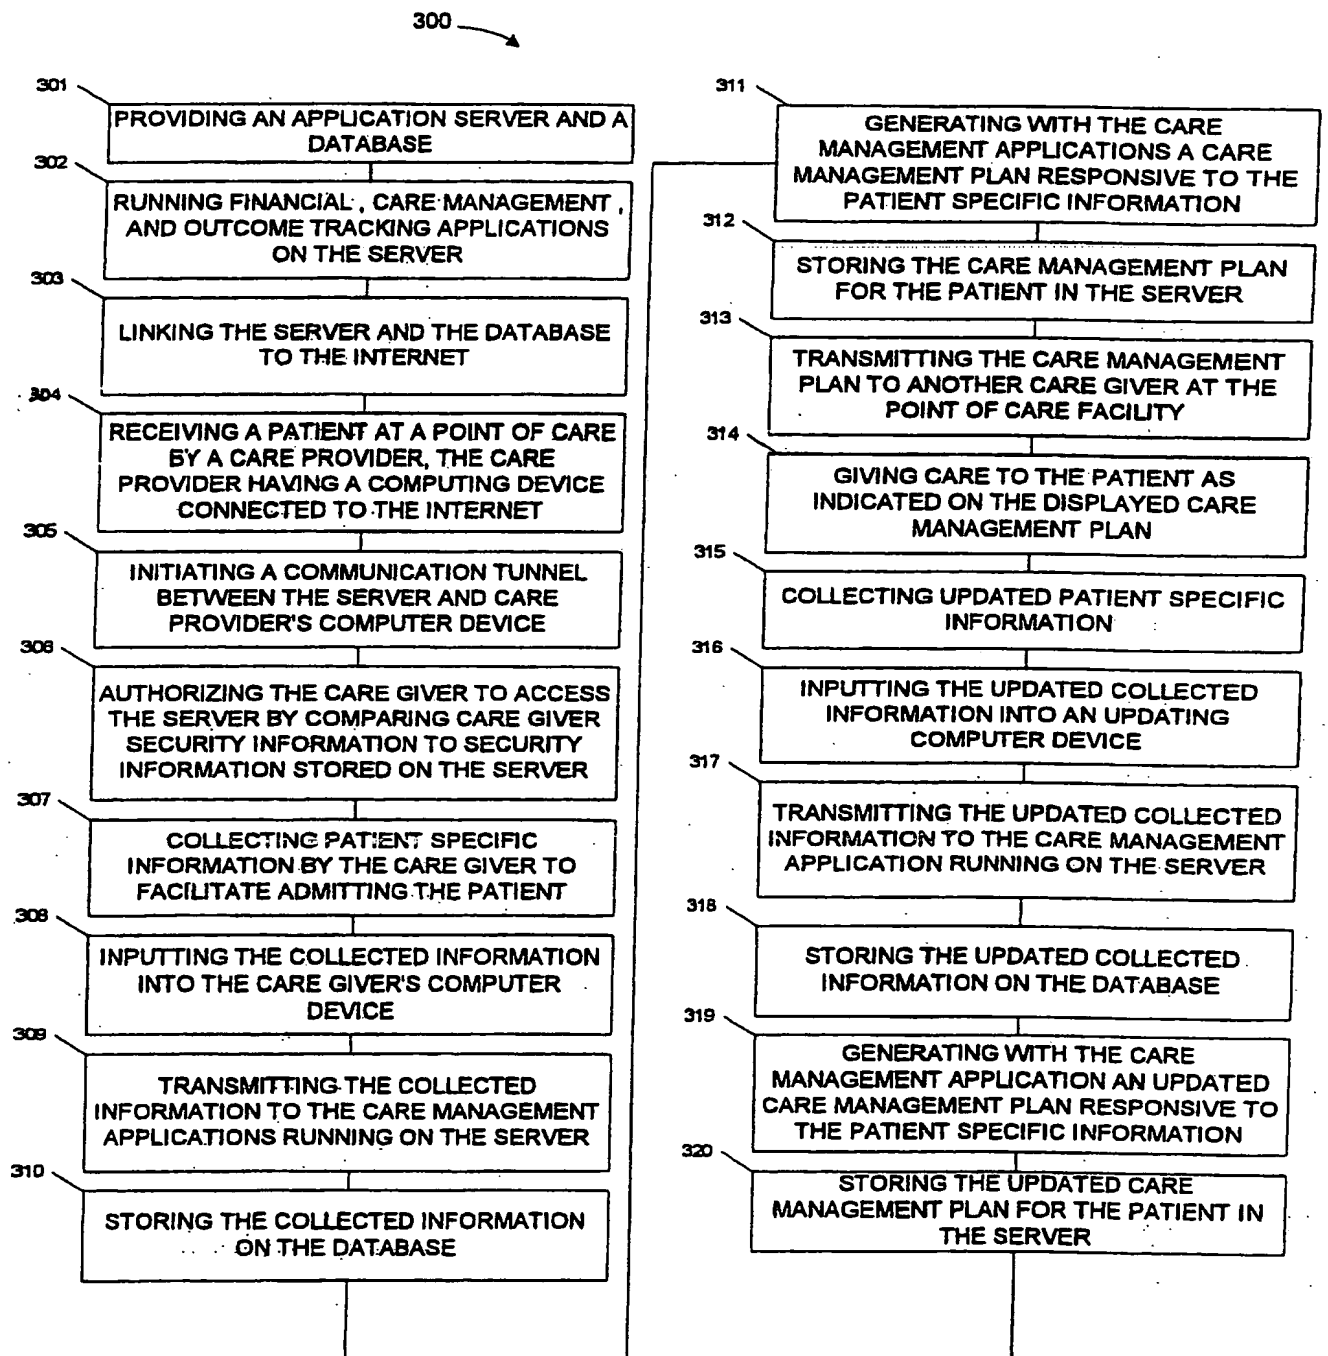 300
301
PROVIDING AN APPLICATION SERVER AND A
DATABASE
302
RUNNING FINANCIAL, CARE MANAGEMENT,
AND OUTCOME TRACKING APPLICATIONS
ON THE SERVER
303
LINKING THE SERVER AND THE DATABASE
TO THE INTERNET
304
RECEIVING A PATIENT AT A POINT OF CARE
BY A CARE PROVIDER, THE CARE
PROVIDER HAVING A COMPUTING DEVICE
CONNECTED TO THE INTERNET
305
INITIATING A COMMUNICATION TUNNEL
BETWEEN THE SERVER AND CARE
PROVIDER'S COMPUTER DEVICE
306
AUTHORIZING THE CARE GIVER TO ACCESS
THE SERVER BY COMPARING CARE GIVER
SECURITY INFORMATION TO SECURITY
INFORMATION STORED ON THE SERVER
307
COLLECTING PATIENT SPECIFIC
INFORMATION BY THE CARE GIVER TO
FACILITATE ADMITTING THE PATIENT
308
INPUTTING THE COLLECTED INFORMATION
INTO THE CARE GIVER'S COMPUTER
DEVICE
309
TRANSMITTING THE COLLECTED
INFORMATION TO THE CARE MANAGEMENT
APPLICATIONS RUNNING ON THE SERVER
310
STORING THE COLLECTED INFORMATION
ON THE DATABASE
311
GENERATING WITH THE CARE
MANAGEMENT APPLICATIONS A CARE
MANAGEMENT PLAN RESPONSIVE TO THE
PATIENT SPECIFIC INFORMATION
312
STORING THE CARE MANAGEMENT PLAN
FOR THE PATIENT IN THE SERVER
313
TRANSMITTING THE CARE MANAGEMENT
PLAN TO ANOTHER CARE GIVER AT THE
POINT OF CARE FACILITY
314
GIVING CARE TO THE PATIENT AS
INDICATED ON THE DISPLAYED CARE
MANAGEMENT PLAN
315
COLLECTING UPDATED PATIENT SPECIFIC
INFORMATION
316
INPUTTING THE UPDATED COLLECTED
INFORMATION INTO AN UPDATING
COMPUTER DEVICE
317
TRANSMITTING THE UPDATED COLLECTED
INFORMATION TO THE CARE MANAGEMENT
APPLICATION RUNNING ON THE SERVER
318
STORING THE UPDATED COLLECTED
INFORMATION ON THE DATABASE
319
GENERATING WITH THE CARE
MANAGEMENT APPLICATION AN UPDATED
CARE MANAGEMENT PLAN RESPONSIVE TO
THE PATIENT SPECIFIC INFORMATION
320
STORING THE UPDATED CARE
MANAGEMENT PLAN FOR THE PATIENT IN
THE SERVER